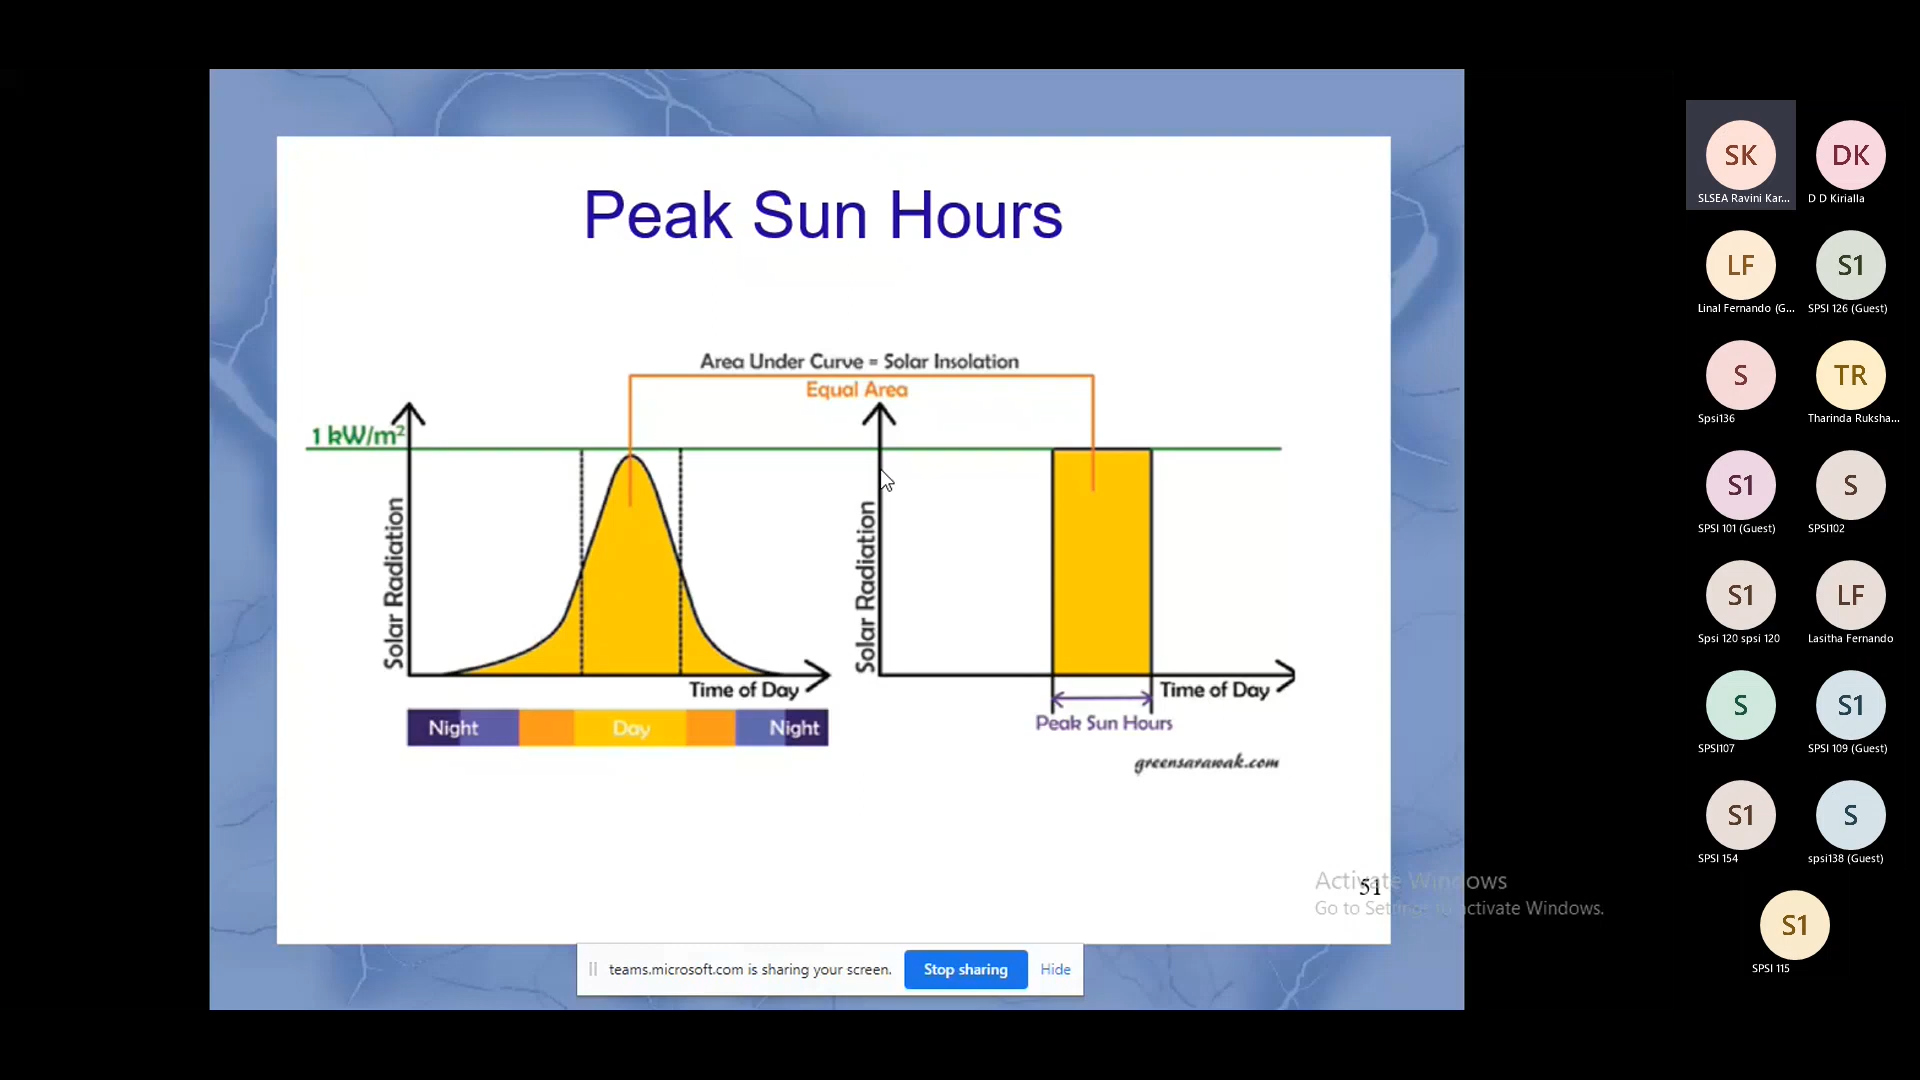 Peak Sun Hours
Area Under Curve = Solar Insolation
Equal Area
1 kW/m²
Solar Radiation
Time of Day
Night
Day
Night
Solar Radiation
Time of Day
Peak Sun Hours
greensarawak.com
51
Activate Windows
Go to Settings to activate Windows.
teams.microsoft.com is sharing your screen.
Stop sharing
Hide
SK
SLSEA Ravini Kar...
DK
D D Kirialla
LF
Linal Fernando (G...
S1
SPSI 126 (Guest)
S
Spsi136
TR
Tharinda Ruksha...
S1
SPSI 101 (Guest)
S
SPSI102
S1
Spsi 120 spsi 120
LF
Lasitha Fernando
S
SPSI107
S1
SPSI 109 (Guest)
S1
SPSI 154
S
spsi138 (Guest)
S1
SPSI 115